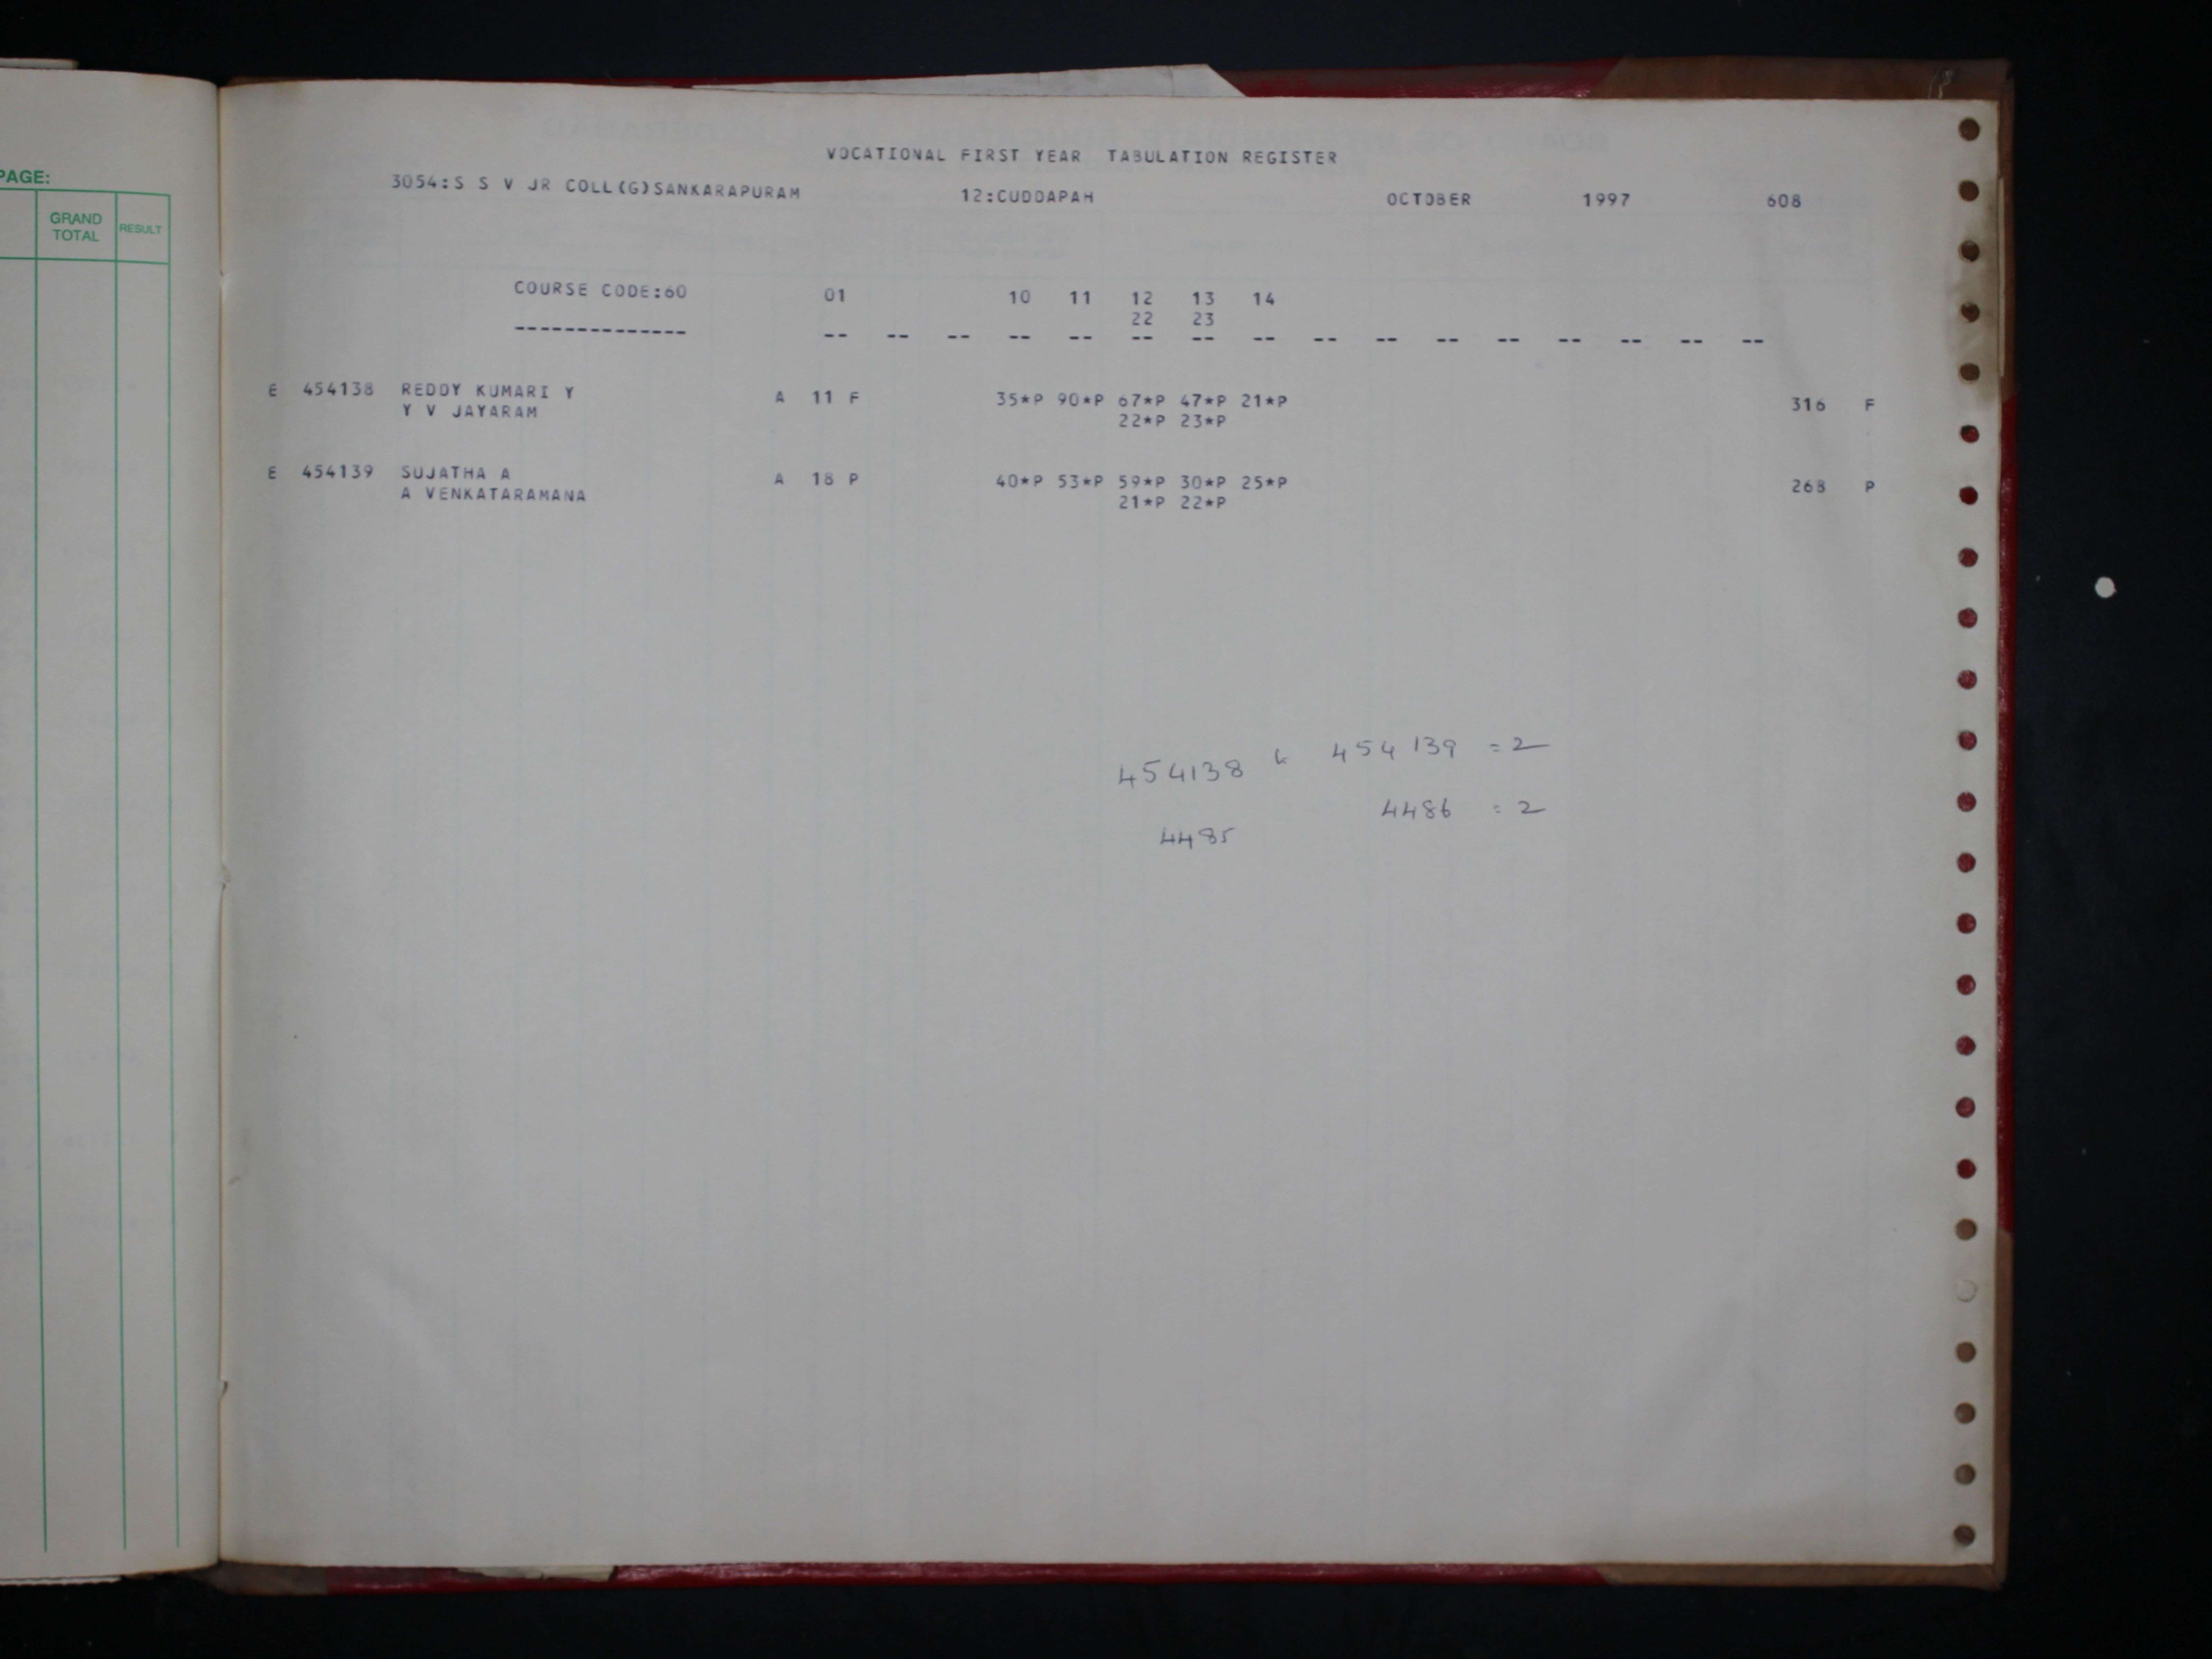 PAGE:
GRAND TOTAL RESULT
VOCATIONAL FIRST YEAR TABULATION REGISTER
3054:S S V JR COLL(G)SANKARAPURAM 12:CUDDAPAH OCTOBER 1997 608
COURSE CODE:60 01 10 11 12 13 14
22 23
-------------- -- -- -- -- -- -- -- -- -- -- -- -- -- -- -- --
E 454138 REDDY KUMARI Y A 11 F 35*P 90*P 67*P 47*P 21*P 316 F
Y V JAYARAM 22*P 23*P
E 454139 SUJATHA A A 18 P 40*P 53*P 59*P 30*P 25*P 268 P
A VENKATARAMANA 21*P 22*P
454138 & 454139 = 2
4485 4486 = 2